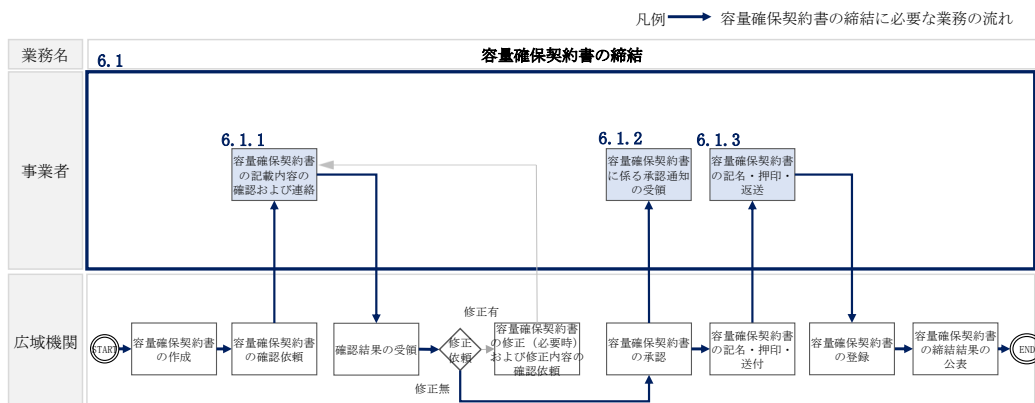 凡例
容量確保契約書の締結に必要な業務の流れ
業務名
6.1
容量確保契約書の締結
事業者
6.1.1
容量確保契約書
の記載内容の
確認および連絡
6.1.2
容量確保契約書
に係る承認通知
の受領
6.1.3
容量確保契約書
の記名・押印・
返送
広域機関
START
容量確保契約書
の作成
容量確保契約書
の確認依頼
確認結果の受領
修正
依頼
修正有
修正無
容量確保契約書
の修正（必要時）
および修正内容の
確認依頼
容量確保契約書
の承認
容量確保契約書
の記名・押印・
送付
容量確保契約書
の登録
容量確保契約書
の締結結果の
公表
END